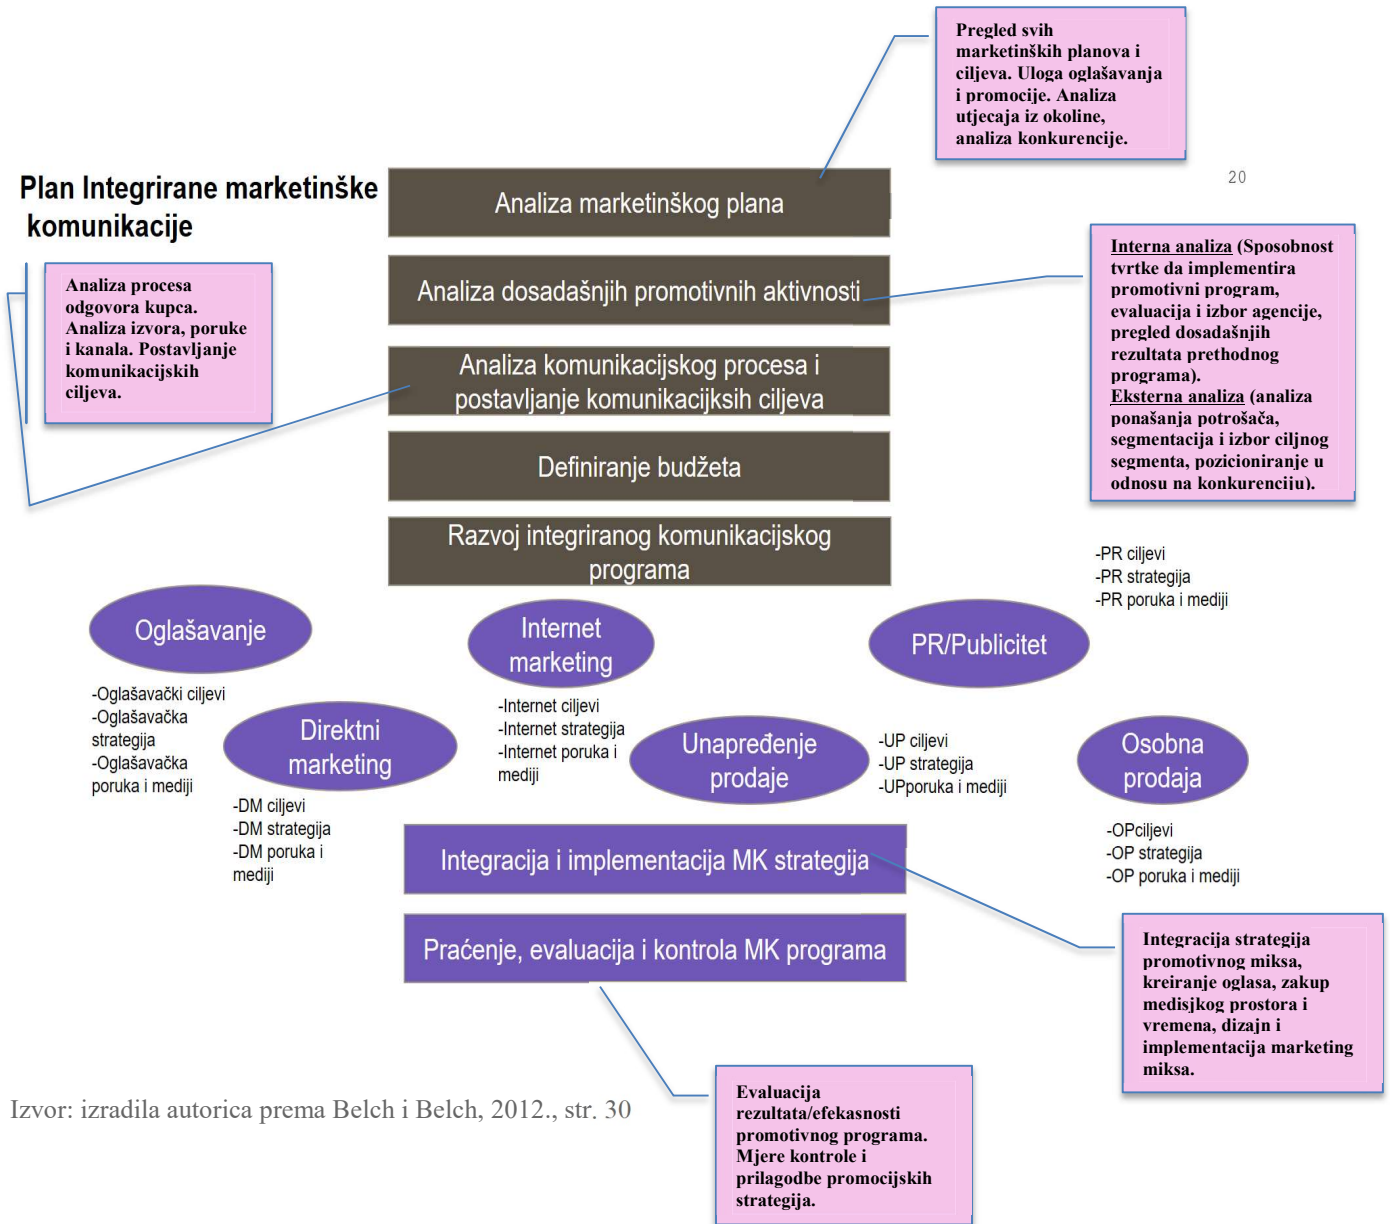 Pregled svih
marketinških planova i
ciljeva. Uloga oglašavanja
i promocije. Analiza
utjecaja iz okoline,
analiza konkurencije.
20
Plan Integrirane marketinške
komunikacije
Analiza marketinškog plana
Interna analiza (Sposobnost
tvrtke da implementira
promotivni program,
evaluacija i izbor agencije,
pregled dosadašnjih
rezultata prethodnog
programa).
Eksterna analiza (analiza
ponašanja potrošača,
segmentacija i izbor ciljnog
segmenta, pozicioniranje u
odnosu na konkurenciju).
Analiza procesa
odgovora kupca.
Analiza izvora, poruke
i kanala. Postavljanje
komunikacijskih
ciljeva.
Analiza dosadašnjih promotivnih aktivnosti
Analiza komunikacijskog procesa i
postavljanje komunikacijksih ciljeva
Definiranje budžeta
Razvoj integriranog komunikacijskog
programa
-PR ciljevi
-PR strategija
-PR poruka i mediji
Oglašavanje
Internet
marketing
PR/Publicitet
-Oglašavački ciljevi
-Oglašavačka
strategija
-Oglašavačka
poruka i mediji
Direktni
marketing
-Internet ciljevi
-Internet strategija
-Internet poruka i
mediji
Unapređenje
prodaje
-UP ciljevi
-UP strategija
-UPporuka i mediji
Osobna
prodaja
-DM ciljevi
-DM strategija
-DM poruka i
mediji
-OPciljevi
-OP strategija
-OP poruka i mediji
Integracija i implementacija MK strategija
Praćenje, evaluacija i kontrola MK programa
Integracija strategija
promotivnog miksa,
kreiranje oglasa, zakup
medisjkog prostora i
vremena, dizajn i
implementacija marketing
miksa.
Evaluacija
rezultata/efekasnosti
promotivnog programa.
Mjere kontrole i
prilagodbe promocijskih
strategija.
Izvor: izradila autorica prema Belch i Belch, 2012., str. 30